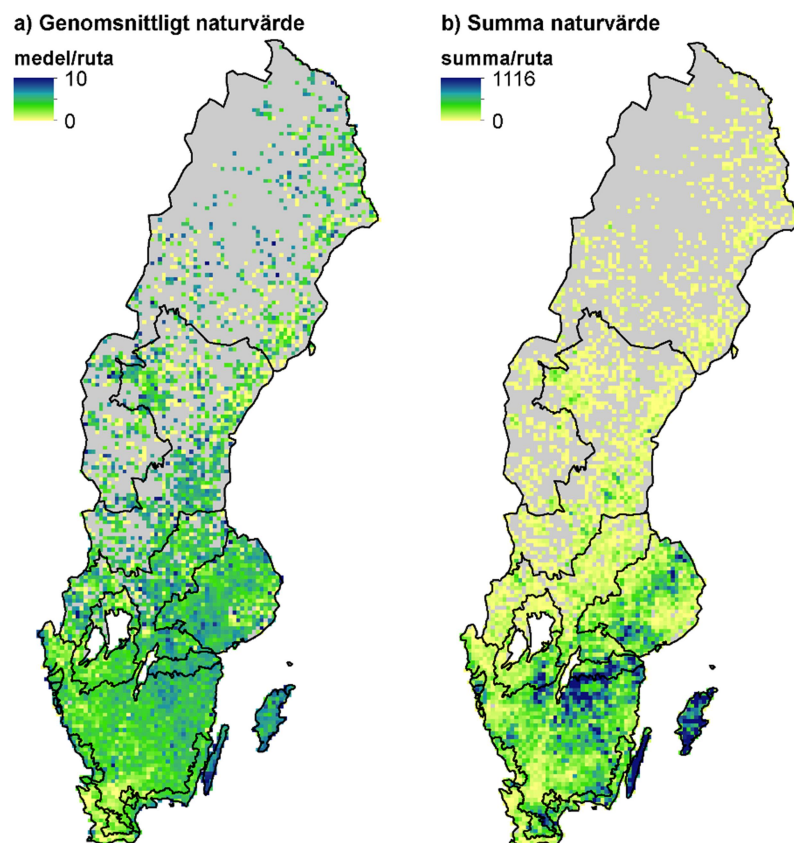 a) Genomsnittligt naturvärde
medel/ruta
10
0
b) Summa naturvärde
summa/ruta
1116
0